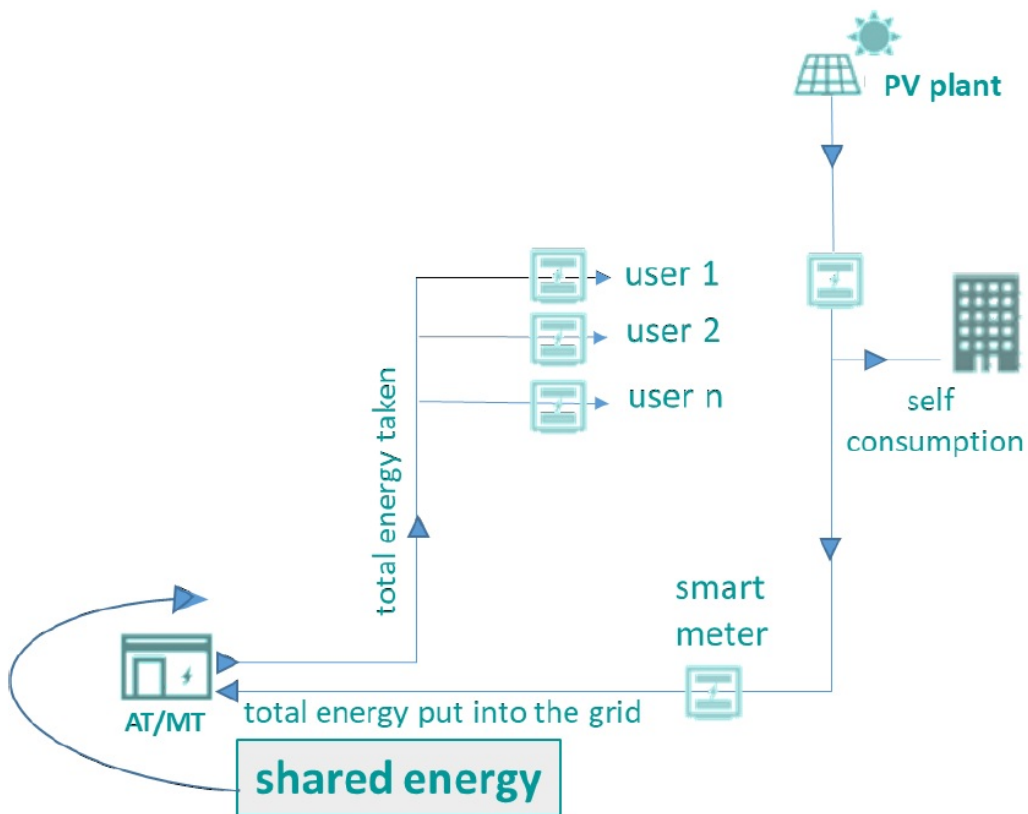 PV plant
user 1
user 2
user n
self
consumption
total energy taken
smart
meter
AT/MT
total energy put into the grid
shared energy